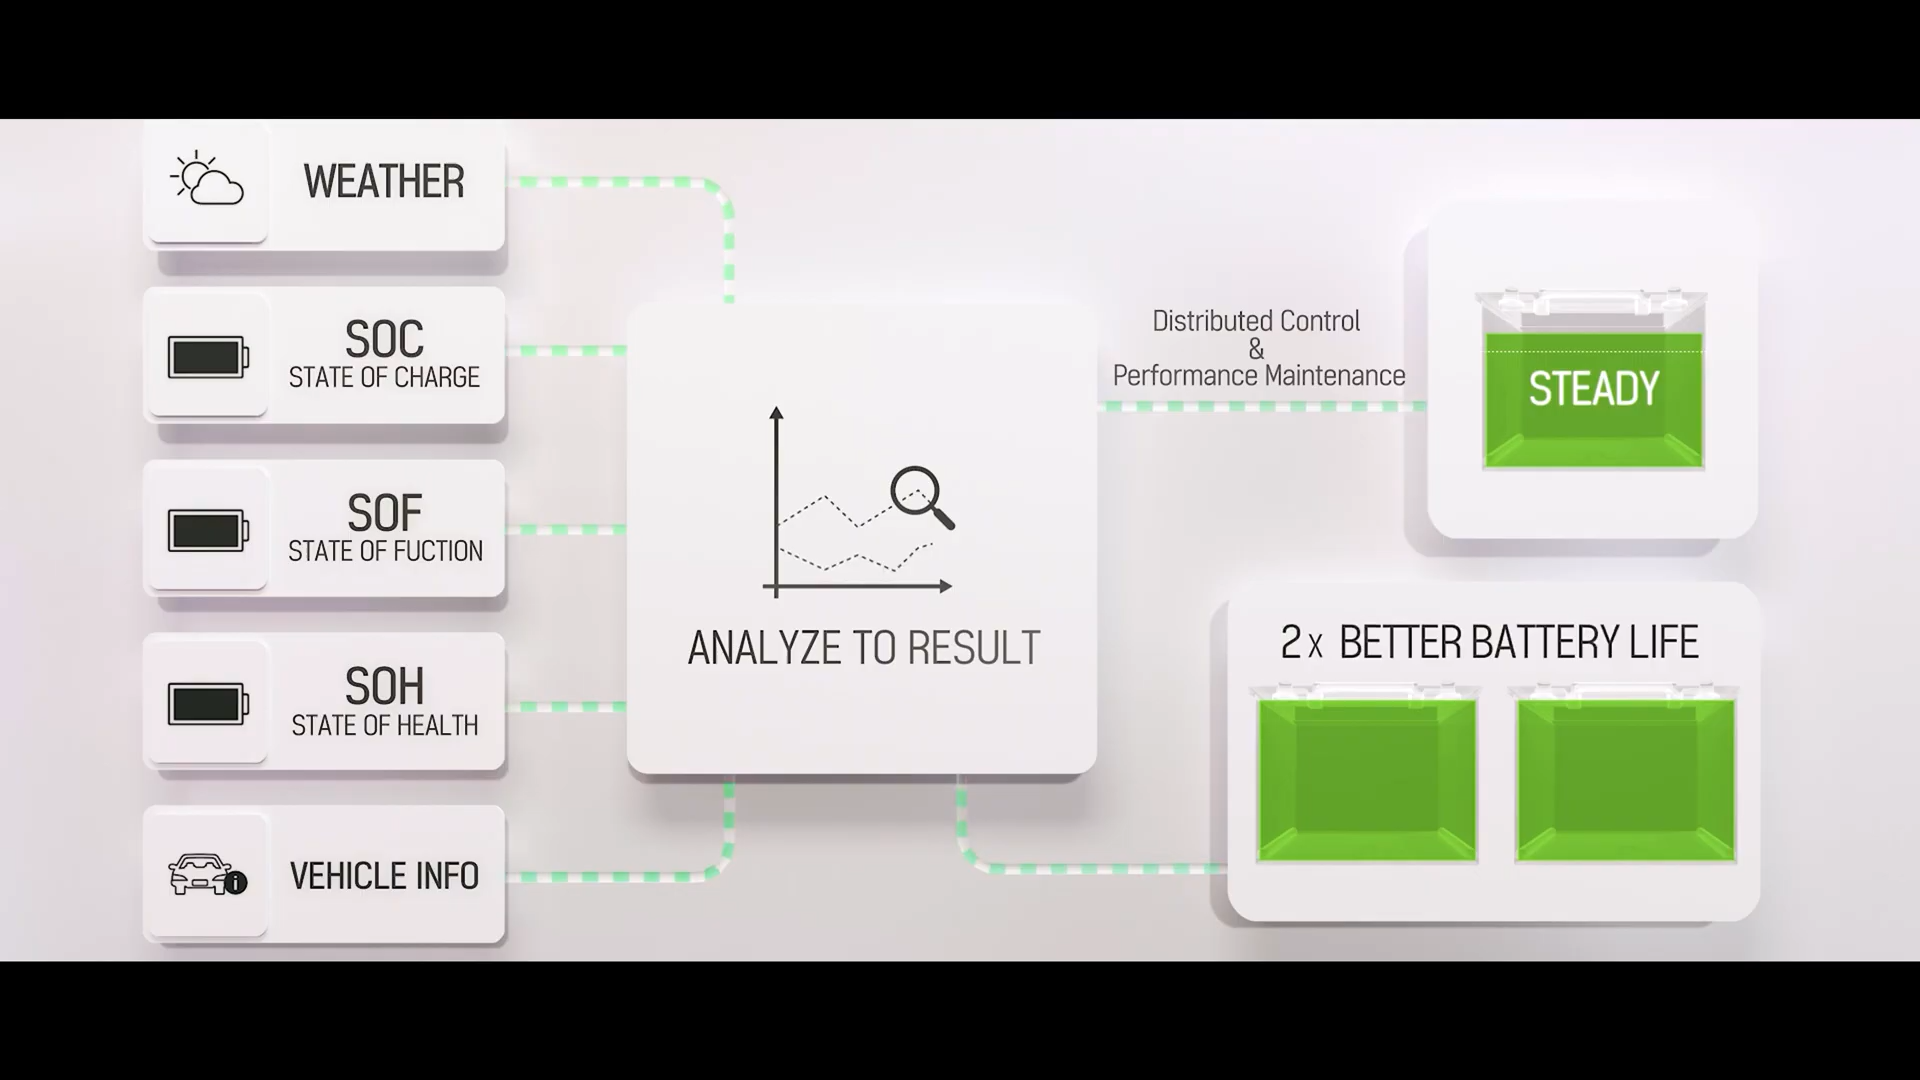 WEATHER
SOC
STATE OF CHARGE
SOF
STATE OF FUCTION
SOH
STATE OF HEALTH
VEHICLE INFO
ANALYZE TO RESULT
Distributed Control
&
Performance Maintenance
STEADY
2x BETTER BATTERY LIFE